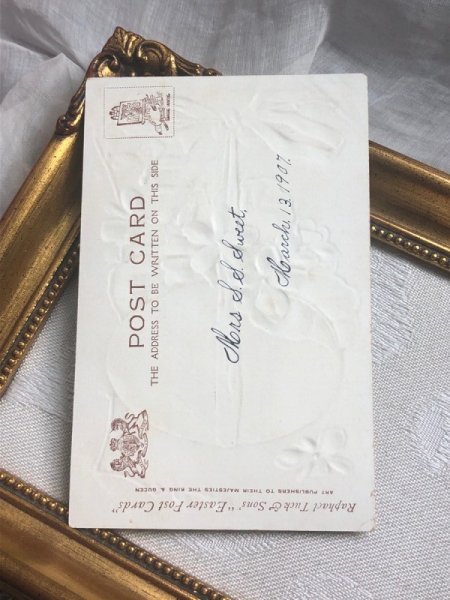 POST CARD
THE ADDRESS TO BE WRITTEN ON THIS SIDE
Mrs S. S. Sweet,
March, 13, 1907.
Raphael Tuck & Sons' "Easter Post Cards"
ART PUBLISHERS TO THEIR MAJESTIES THE KING & QUEEN